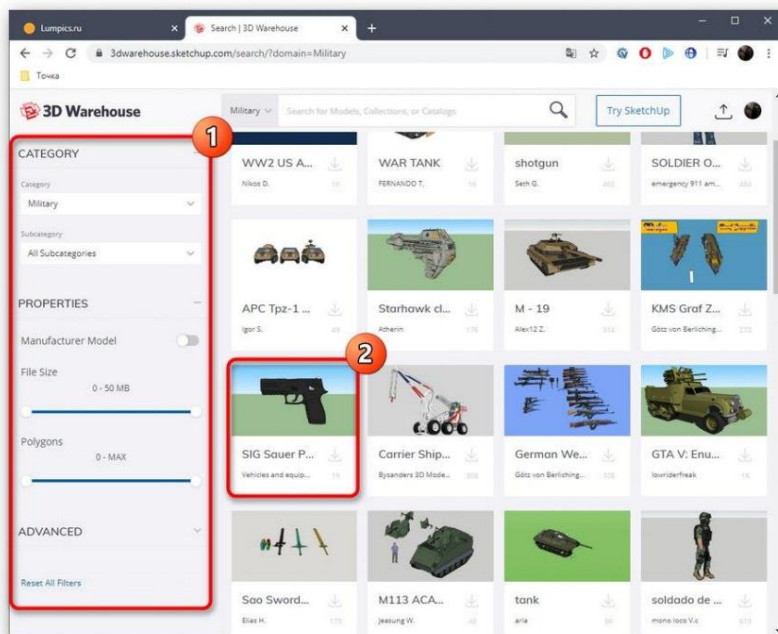 Lumpics.ru
Search | 3D Warehouse
3dwarehouse.sketchup.com/search/?domain=Military
Точка
3D Warehouse
Military
Search for Models, Collections, or Catalogs
Try SketchUp
1
CATEGORY
Category
Military
Subcategory
All Subcategories
PROPERTIES
Manufacturer Model
File Size
0 - 50 MB
Polygons
0 - MAX
ADVANCED
Reset All Filters
WW2 US A...
Nikos D.
WAR TANK
FERNANDO T.
shotgun
Seth G.
SOLDIER O...
emergency 911 am...
APC Tpz-1 ...
Igor S.
Starhawk cl...
Atherin
M - 19
Alex12 Z.
KMS Graf Z...
Götz von Berliching...
2
SIG Sauer P...
Vehicles and equip...
Carrier Ship...
Bysanders 3D Mode...
German We...
Götz von Berliching...
GTA V: Enu...
lowriderfreak
Sao Sword...
Elias H.
M113 ACA...
Jaesung W.
tank
aria
soldado de ...
mono loco V.c